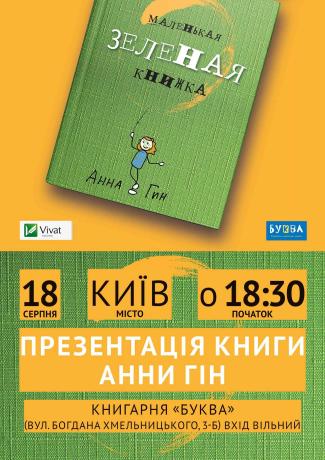 МАЛЕНЬКАЯ
ЗЕЛЕНАЯ
КНИЖКА
Анна Гин
Vivat
БУКВА
18 КИЇВ о 18:30
СЕРПНЯ МІСТО ПОЧАТОК
ПРЕЗЕНТАЦІЯ КНИГИ
АННИ ГІН
КНИГАРНЯ «БУКВА»
(ВУЛ. БОГДАНА ХМЕЛЬНИЦЬКОГО, 3-Б) ВХІД ВІЛЬНИЙ